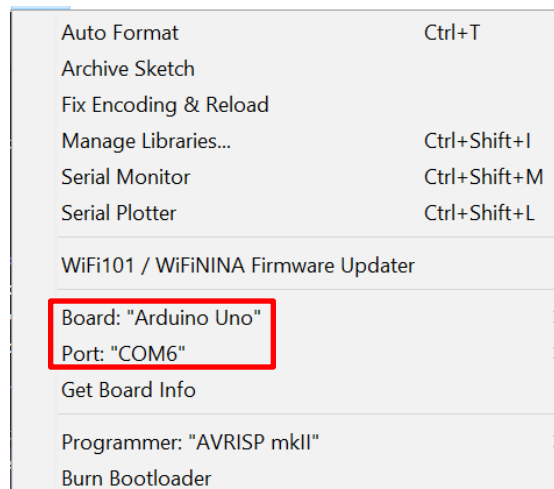 Auto Format Ctrl+T
Archive Sketch
Fix Encoding & Reload
Manage Libraries... Ctrl+Shift+I
Serial Monitor Ctrl+Shift+M
Serial Plotter Ctrl+Shift+L
WiFi101 / WiFiNINA Firmware Updater
Board: "Arduino Uno"
Port: "COM6"
Get Board Info
Programmer: "AVRISP mkII"
Burn Bootloader